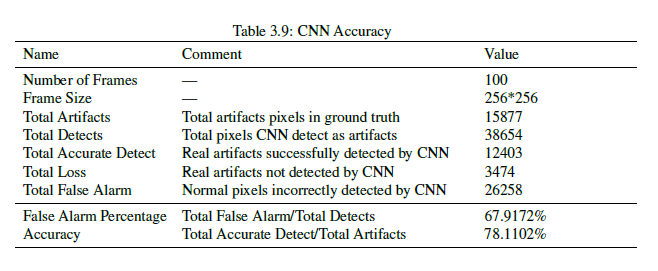 Table 3.9: CNN Accuracy
Name Comment Value
Number of Frames — 100
Frame Size — 256*256
Total Artifacts Total artifacts pixels in ground truth 15877
Total Detects Total pixels CNN detect as artifacts 38654
Total Accurate Detect Real artifacts successfully detected by CNN 12403
Total Loss Real artifacts not detected by CNN 3474
Total False Alarm Normal pixels incorrectly detected by CNN 26258
False Alarm Percentage Total False Alarm/Total Detects 67.9172%
Accuracy Total Accurate Detect/Total Artifacts 78.1102%